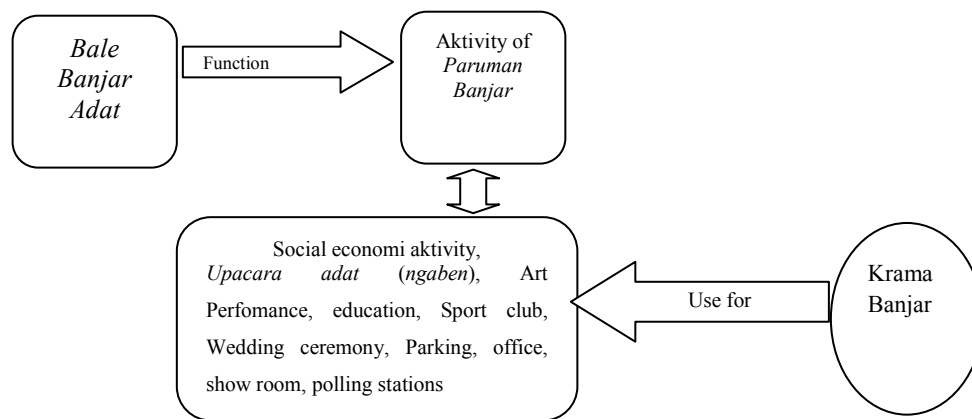 Bale
Banjar
Adat
Function
Aktivity of
Paruman
Banjar
Social economi aktivity,
Upacara adat (ngaben), Art
Perfomance, education, Sport club,
Wedding ceremony, Parking, office,
show room, polling stations
Use for
Krama
Banjar